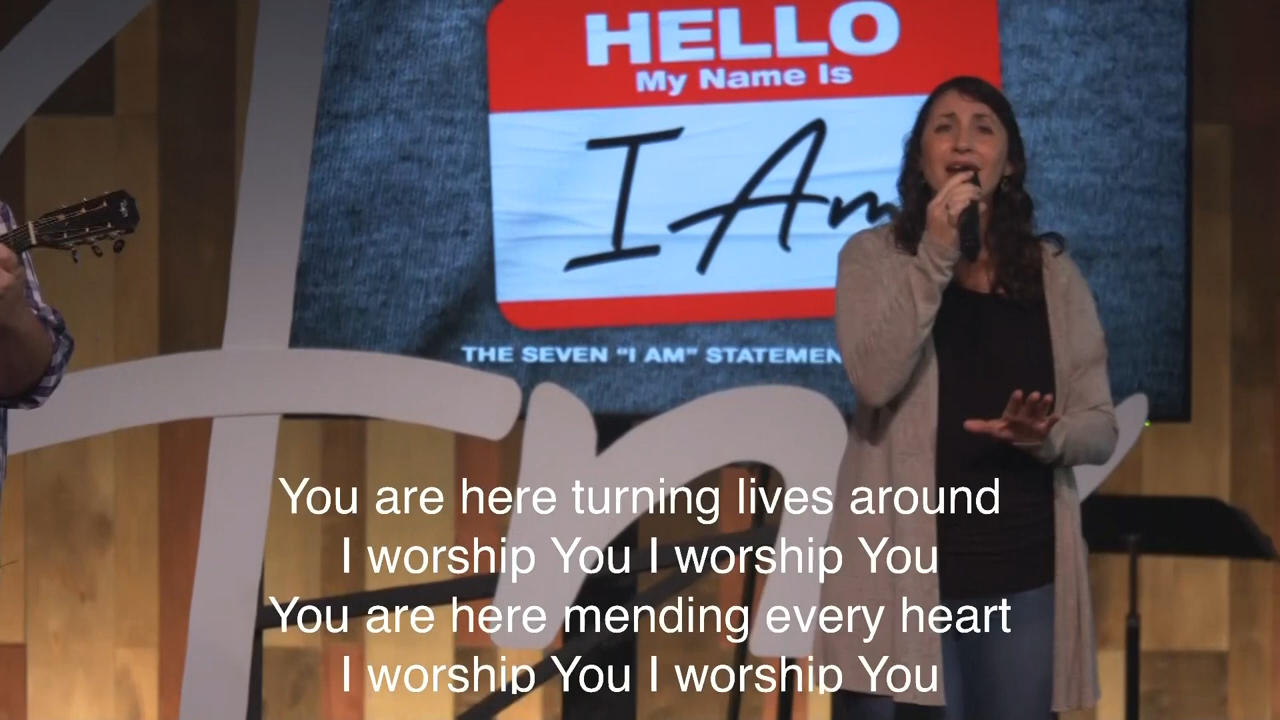 HELLO
My Name Is
I Am
THE SEVEN “I AM”
You are here turning lives around
I worship You I worship You
You are here mending every heart
I worship You I worship You